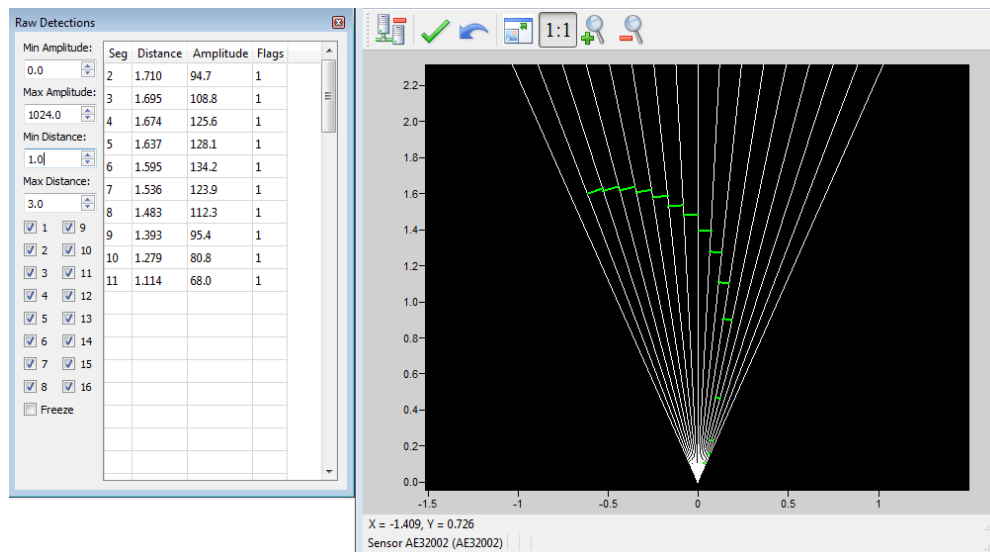 Raw Detections
Min Amplitude:
0.0
Max Amplitude:
1024.0
Min Distance:
1.0
Max Distance:
3.0
1 9
2 10
3 11
4 12
5 13
6 14
7 15
8 16
Freeze
Seg Distance Amplitude Flags
2 1.710 94.7 1
3 1.695 108.8 1
4 1.674 125.6 1
5 1.637 128.1 1
6 1.595 134.2 1
7 1.536 123.9 1
8 1.483 112.3 1
9 1.393 95.4 1
10 1.279 80.8 1
11 1.114 68.0 1
1:1
2.2
2.0
1.8
1.6
1.4
1.2
1.0
0.8
0.6
0.4
0.2
0.0
-1.5 -1 -0.5 0 0.5 1
X = -1.409, Y = 0.726
Sensor AE32002 (AE32002)